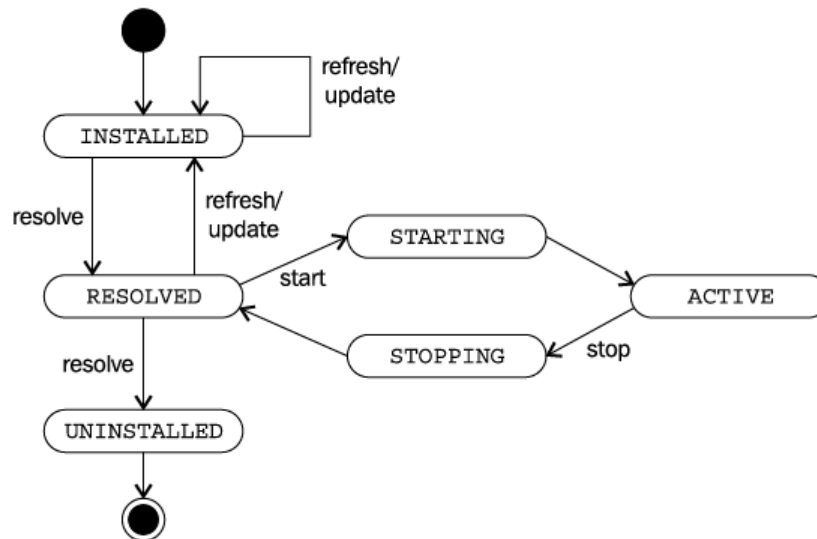 refresh/
update
INSTALLED
resolve
refresh/
update
STARTING
start
RESOLVED
ACTIVE
STOPPING
stop
resolve
UNINSTALLED